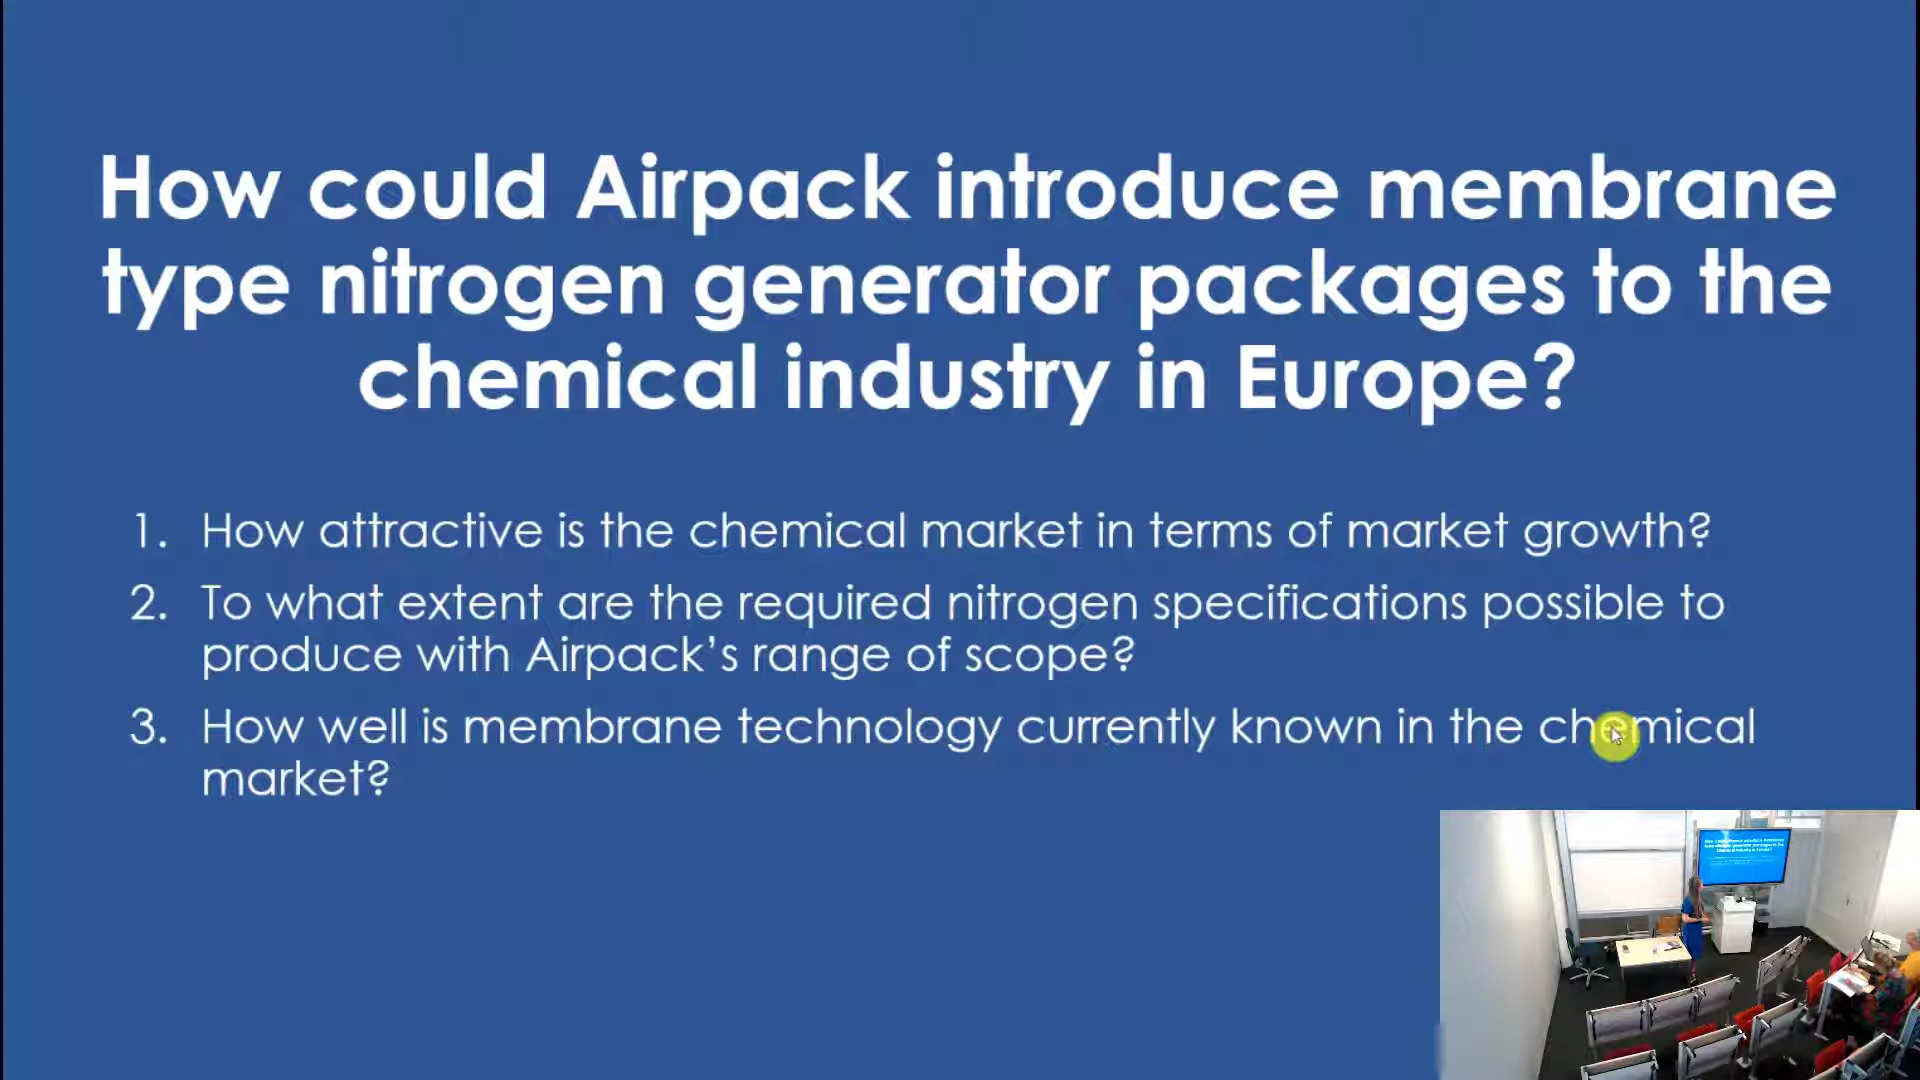 How could Airpack introduce membrane
type nitrogen generator packages to the
chemical industry in Europe?
1. How attractive is the chemical market in terms of market growth?
2. To what extent are the required nitrogen specifications possible to
produce with Airpack’s range of scope?
3. How well is membrane technology currently known in the chemical
market?